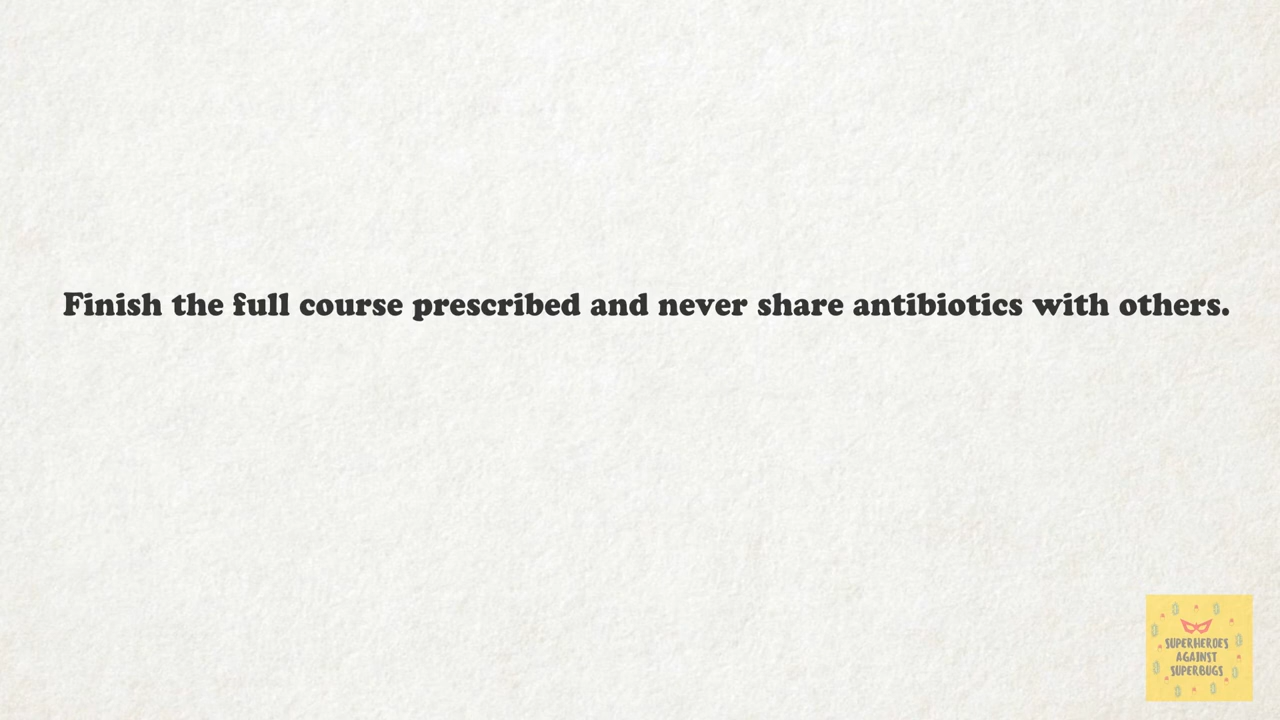 Finish the full course prescribed and never share antibiotics with others.
SUPERHEROES
AGAINST
SUPERBUGS